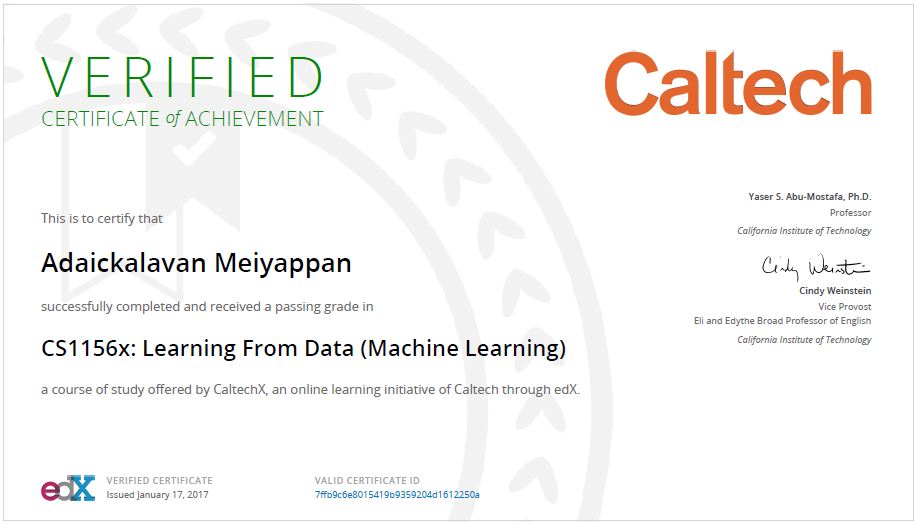 VERIFIED
CERTIFICATE of ACHIEVEMENT
Caltech
This is to certify that
Adaickalavan Meiyappan
successfully completed and received a passing grade in
CS1156x: Learning From Data (Machine Learning)
a course of study offered by CaltechX, an online learning initiative of Caltech through edX.
Yaser S. Abu-Mostafa, Ph.D.
Professor
California Institute of Technology
Cindy Weinstein
Cindy Weinstein
Vice Provost
Eli and Edythe Broad Professor of English
California Institute of Technology
edX
VERIFIED CERTIFICATE
Issued January 17, 2017
VALID CERTIFICATE ID
7ffb9c6e8015419b9359204d1612250a